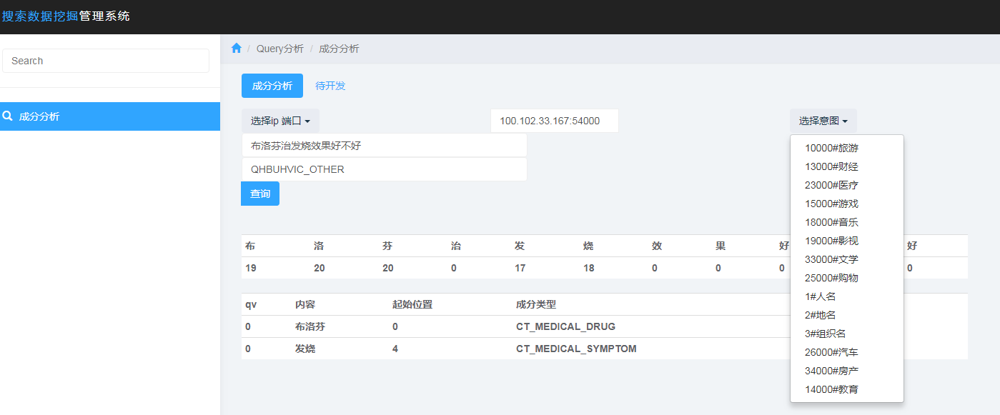 搜索数据挖掘管理系统
Search
成分分析
/ Query分析 / 成分分析
成分分析 待开发
选择ip 端口 100.102.33.167:54000 选择意图
布洛芬治发烧效果好不好
QHBUHVIC_OTHER
查询
10000#旅游
13000#财经
23000#医疗
15000#游戏
18000#音乐
19000#影视
33000#文学
25000#购物
1#人名
2#地名
3#组织名
26000#汽车
34000#房产
14000#教育
布 洛 芬 治 发 烧 效 果 好 好
19 20 20 0 17 18 0 0 0 0
qv 内容 起始位置 成分类型
0 布洛芬 0 CT_MEDICAL_DRUG
0 发烧 4 CT_MEDICAL_SYMPTOM